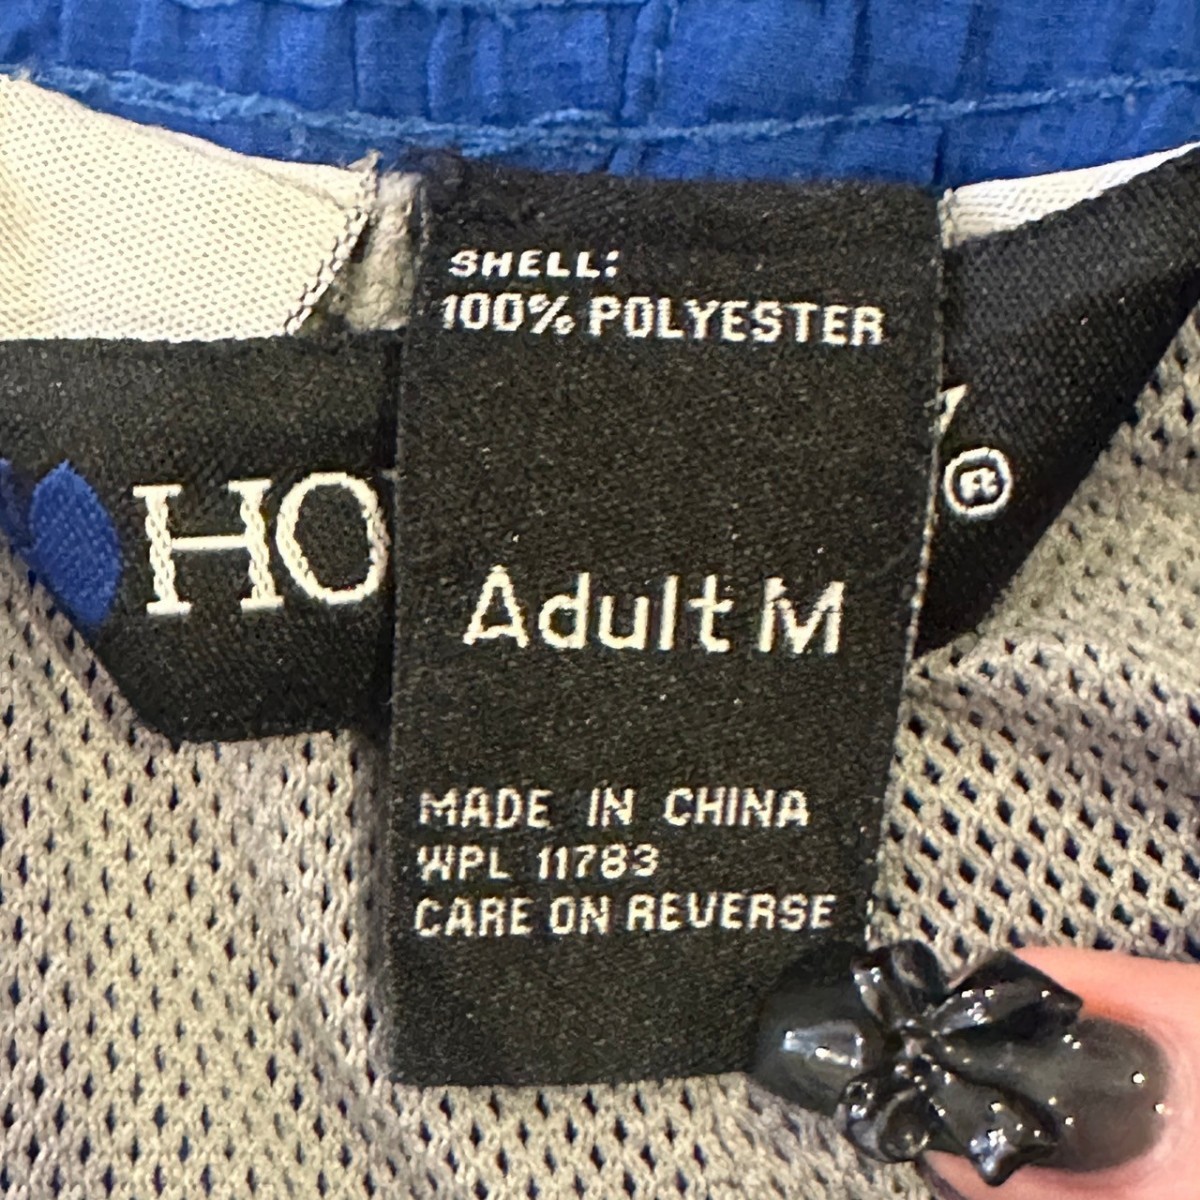 SHELL:
100% POLYESTER
HO
®
Adult M
MADE IN CHINA
WPL 11783
CARE ON REVERSE